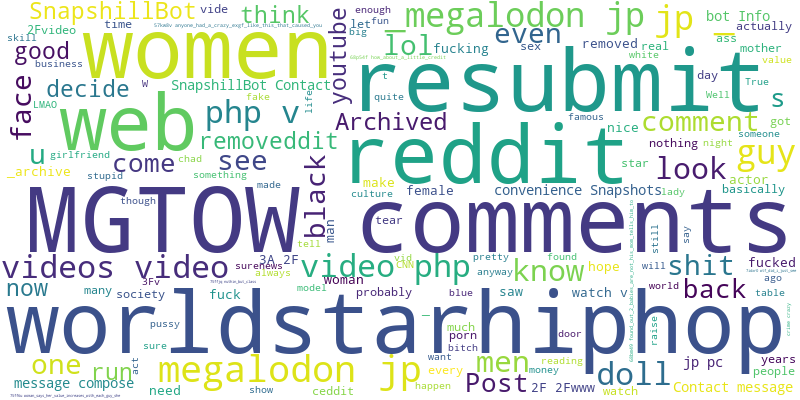 SnapshillBot vide
think
_megalodon jp
jp
bot Info
women
2Fvideo
time
skill
good
business
decide
W
SnapshillBot Contact
LMAO
web
php v
fake
face
removeddit
u
come
see
girlfriend
chad
_archive
something
stupid
made
though
life
black
man
youtube
enough
let
fun
big
lol
fucking
even
sex
removed
real
white
actually
ass
mother
value
resubmit
t
quite
day
True
Well
s
Archived
famous
nice
comment
got
someone
reddit
nothing
night
guy
star
look
actor
make
female
convenience Snapshots
lady
basically
culture
tear
MGTOW
comments
say
still
tell
videos video
3A_2F
surenews
always
woman
3Fv
video php
vid
CNN
pretty
anyway
know
found
hope
will
shit
fucked
ago
now
many
society
fuck
model
probably
blue
saw
watch v
world
back
table
worldstarhiphop
pussy
sure
much
porn
bitch
door
raise
crime crazy
one
run
act
megalodon jp
want
every
men
reading
doll
jp pc
years
people
message compose
need
show
ceddit
happen
Post
money
2F 2Fwww
watch
Contact message